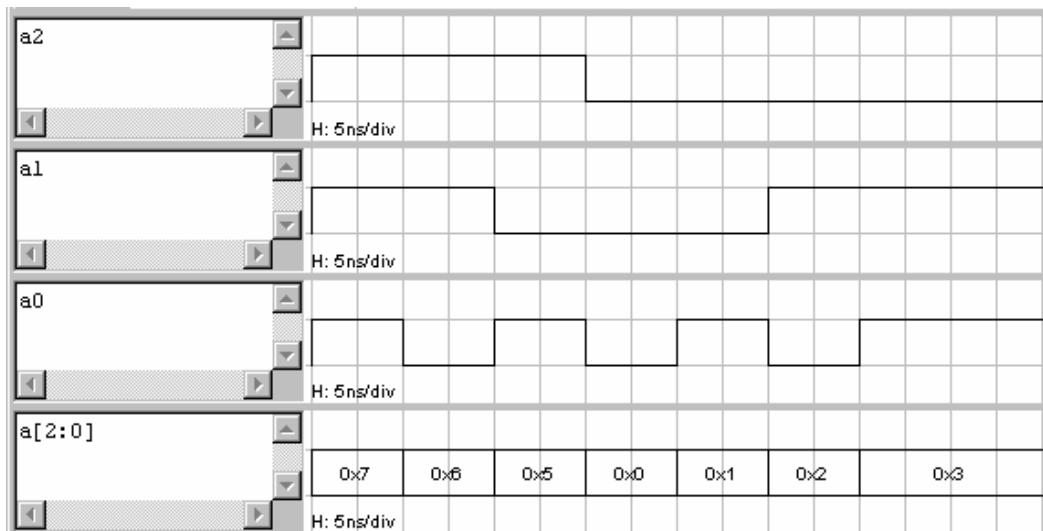 a2
H: 5ns/div
a1
H: 5ns/div
a0
H: 5ns/div
a[2:0]
0x7 0x6 0x5 0x0 0x1 0x2 0x3
H: 5ns/div